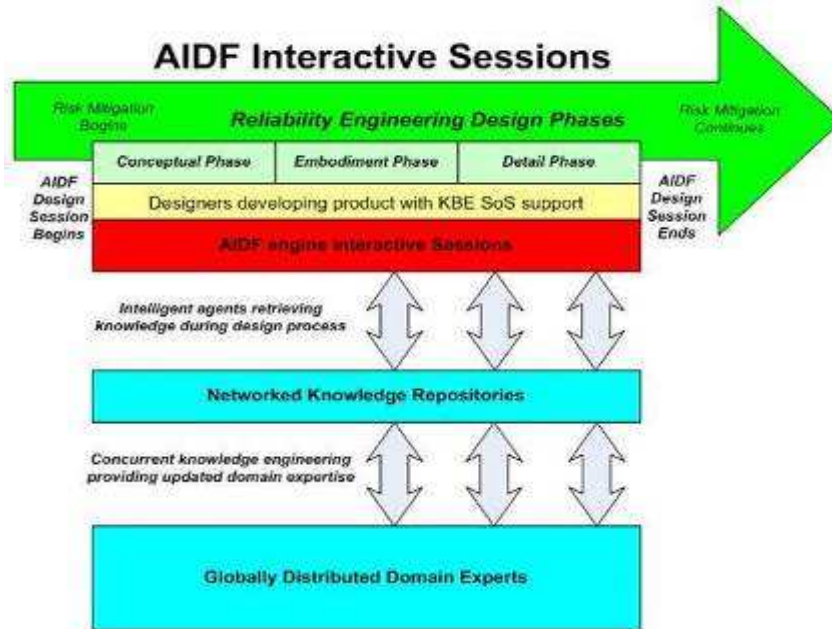 AIDF Interactive Sessions
Risk Mitigation
Begins
Reliability Engineering Design Phases
Risk Mitigation
Continues
Conceptual Phase
Embodiment Phase
Detail Phase
AIDF
Design
Session
Begins
Designers developing product with KBE SoS support
AIDF
Design
Session
Ends
AIDF engine Interactive Sessions
Intelligent agents retrieving
knowledge during design process
Networked Knowledge Repositories
Concurrent knowledge engineering
providing updated domain expertise
Globally Distributed Domain Experts